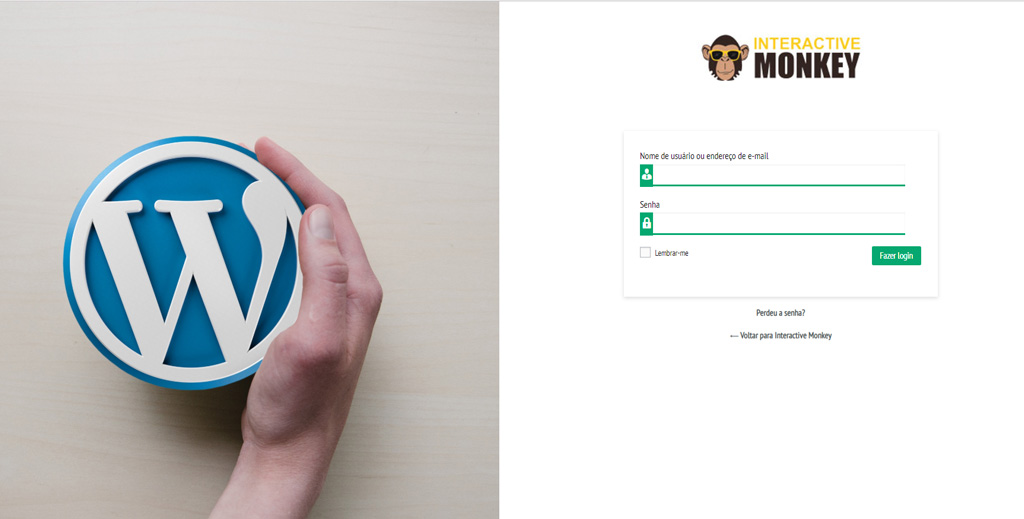 W
INTERACTIVE
MONKEY
Nome de usuário ou endereço de e-mail
Senha
Lembrar-me
Fazer login
Perdeu a senha?
← Voltar para Interactive Monkey